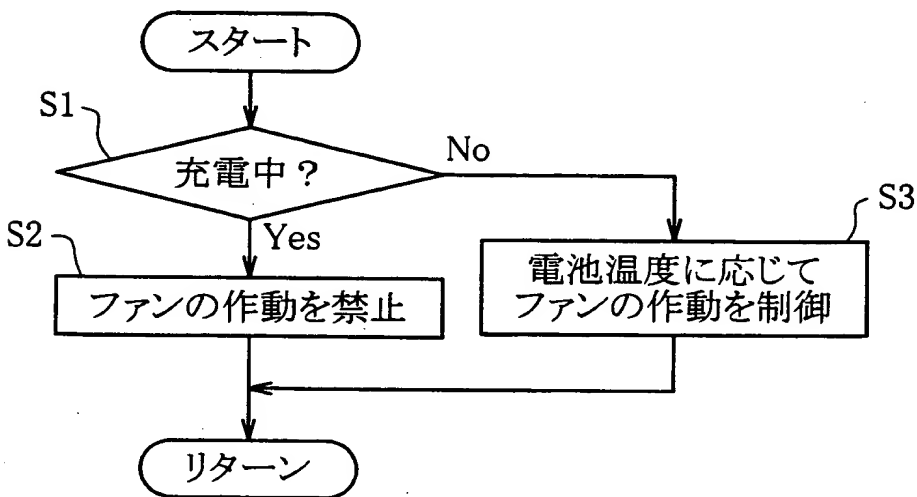 スタート
S1
充電中？
No
Yes
S2
ファンの作動を禁止
S3
電池温度に応じて
ファンの作動を制御
リターン